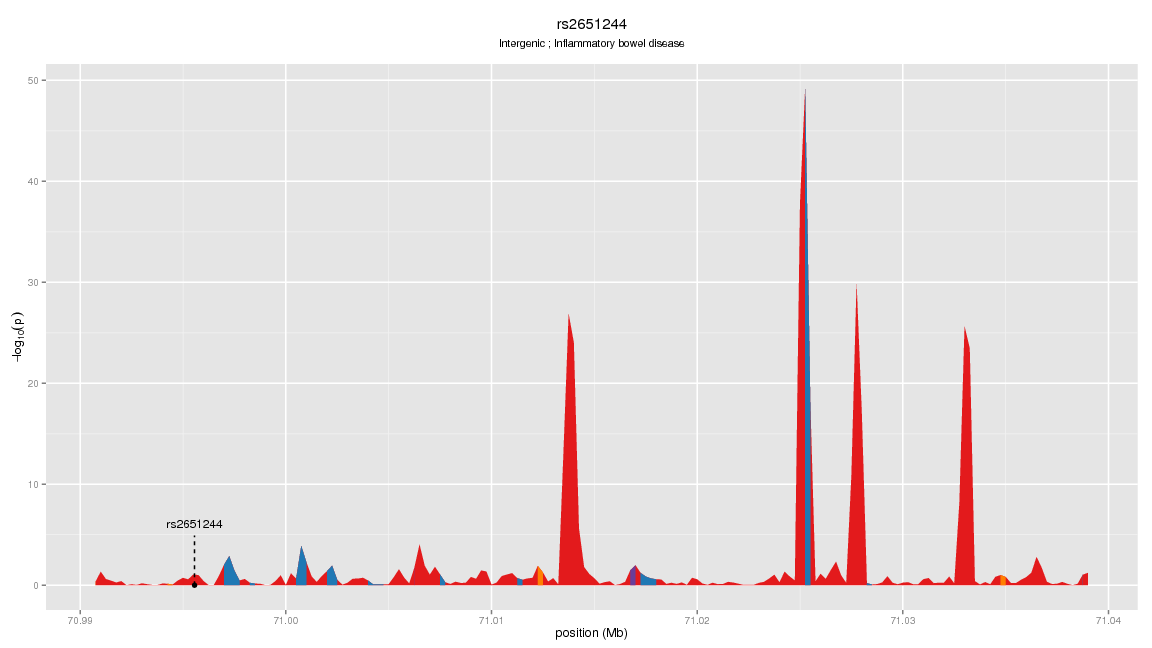 rs2651244
Intergenic ; Inflammatory bowel disease
−log10(p)
50
40
30
20
10
0
rs2651244
70.99 71.00 71.01 71.02 71.03 71.04
position (Mb)